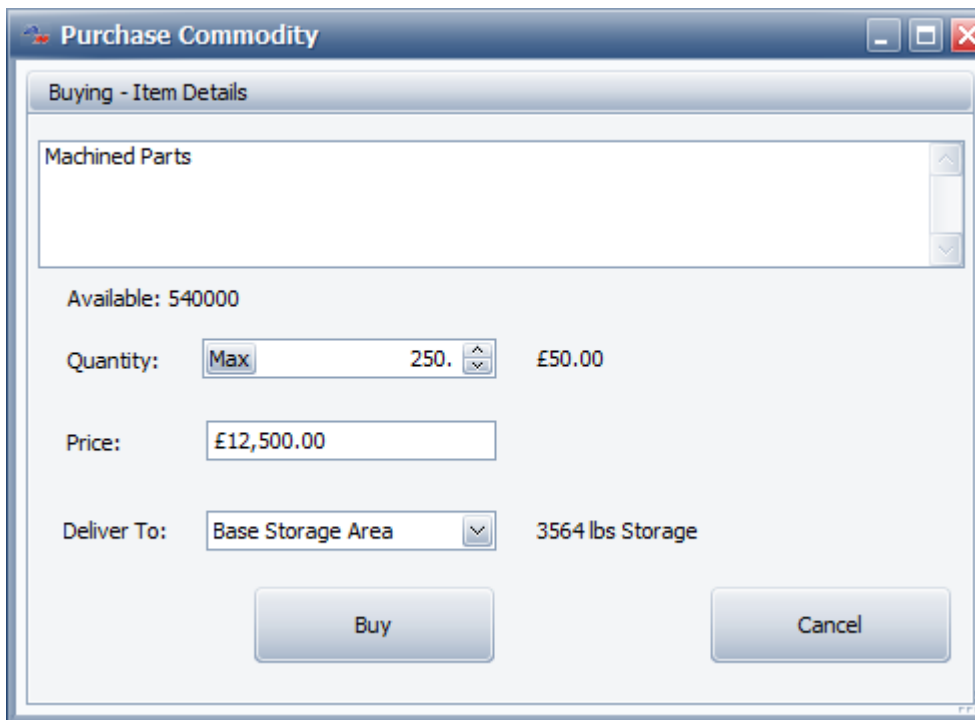 Purchase Commodity
Buying - Item Details
Machined Parts
Available: 540000
Quantity: Max 250. £50.00
Price: £12,500.00
Deliver To: Base Storage Area 3564 lbs Storage
Buy Cancel